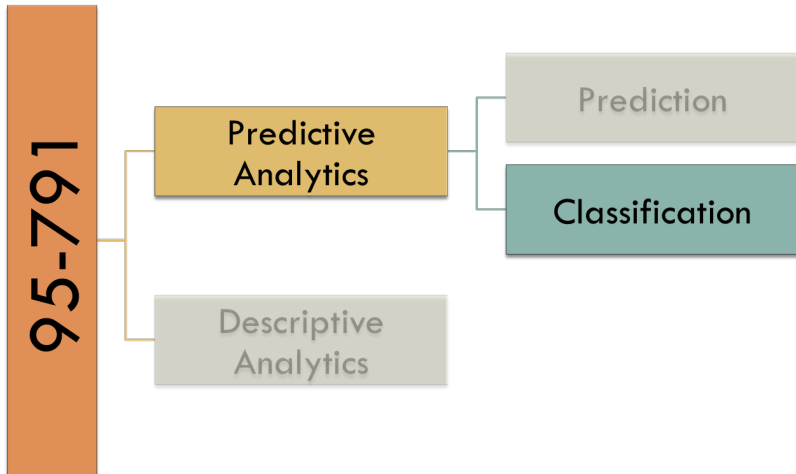 95-791
Predictive
Analytics
Descriptive
Analytics
Prediction
Classification